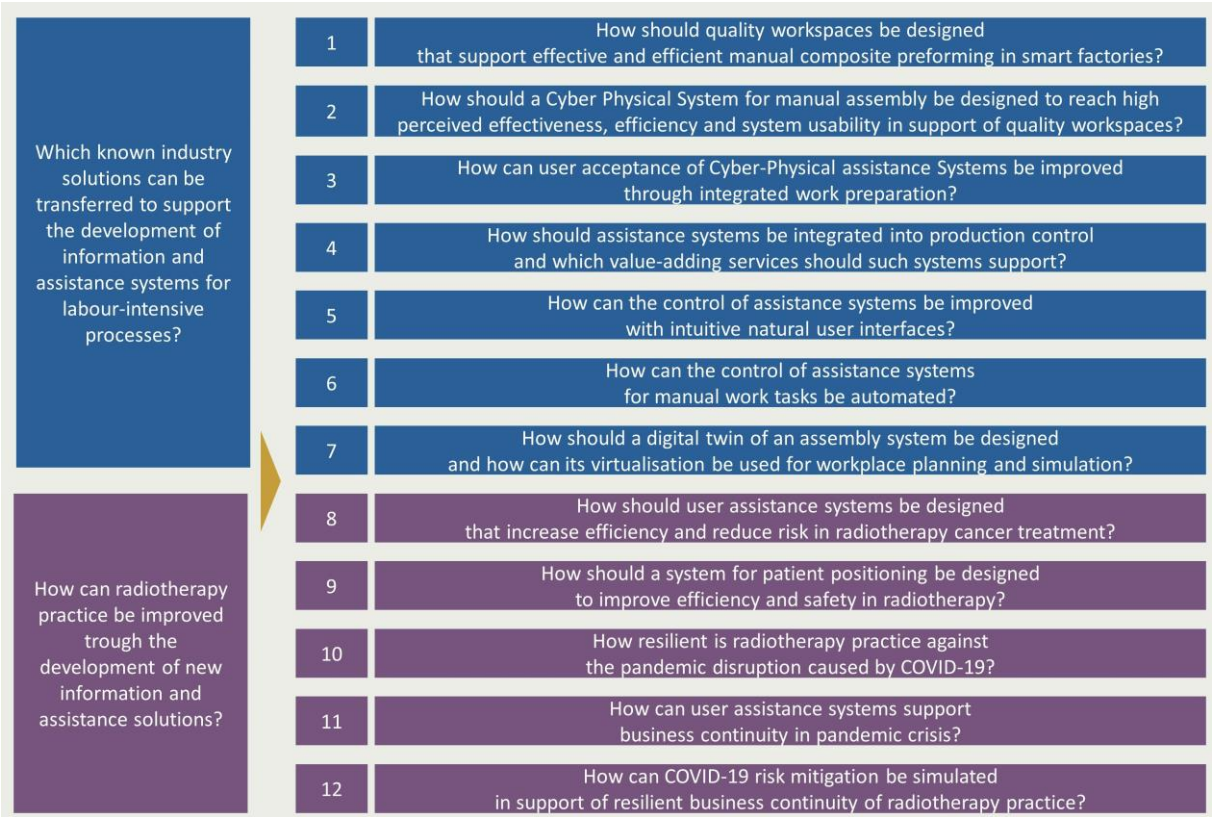 Which known industry
solutions can be
transferred to support
the development of
information and
assistance systems for
labour-intensive
processes?
1
How should quality workspaces be designed
that support effective and efficient manual composite preforming in smart factories?
2
How should a Cyber Physical System for manual assembly be designed to reach high
perceived effectiveness, efficiency and system usability in support of quality workspaces?
3
How can user acceptance of Cyber-Physical assistance Systems be improved
through integrated work preparation?
4
How should assistance systems be integrated into production control
and which value-adding services should such systems support?
5
How can the control of assistance systems be improved
with intuitive natural user interfaces?
6
How can the control of assistance systems
for manual work tasks be automated?
7
How should a digital twin of an assembly system be designed
and how can its virtualisation be used for workplace planning and simulation?
How can radiotherapy
practice be improved
trough the
development of new
information and
assistance solutions?
8
How should user assistance systems be designed
that increase efficiency and reduce risk in radiotherapy cancer treatment?
9
How should a system for patient positioning be designed
to improve efficiency and safety in radiotherapy?
10
How resilient is radiotherapy practice against
the pandemic disruption caused by COVID-19?
11
How can user assistance systems support
business continuity in pandemic crisis?
12
How can COVID-19 risk mitigation be simulated
in support of resilient business continuity of radiotherapy practice?